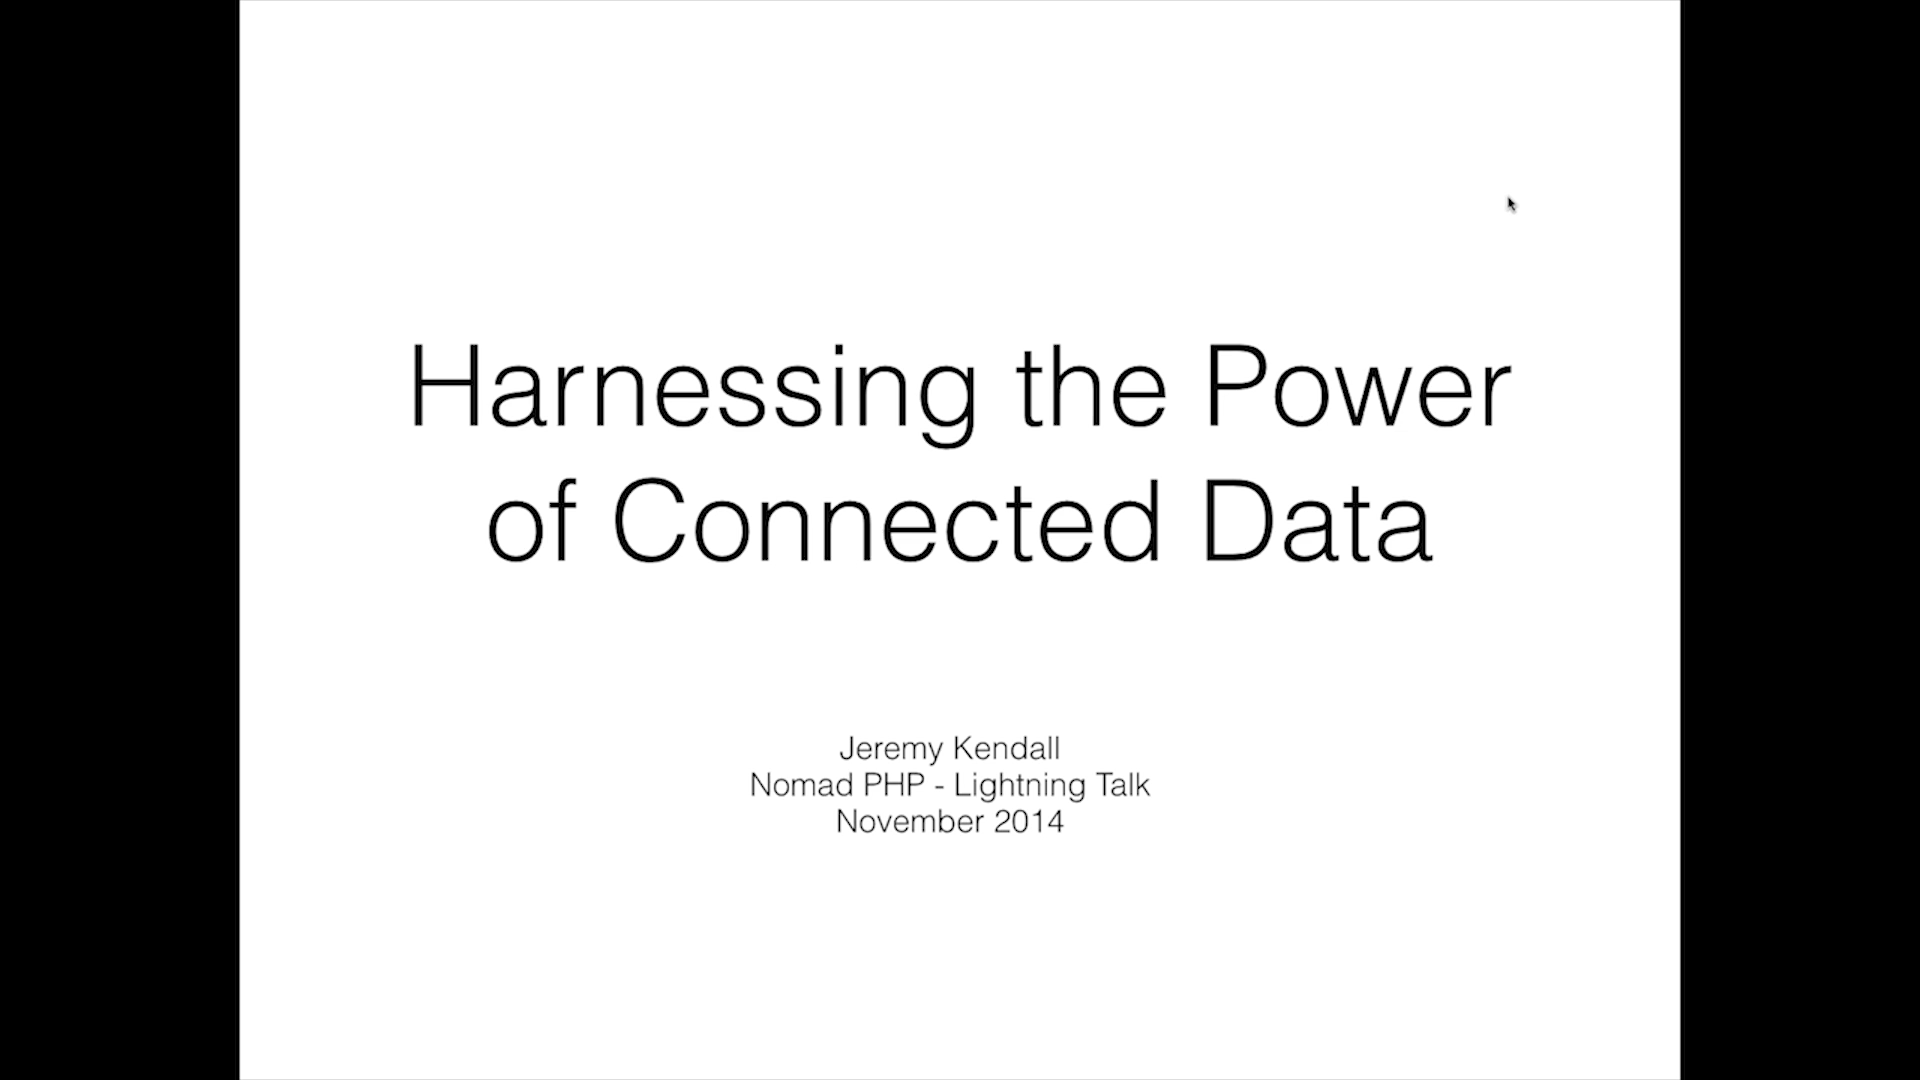 Harnessing the Power
of Connected Data
Jeremy Kendall
Nomad PHP - Lightning Talk
November 2014